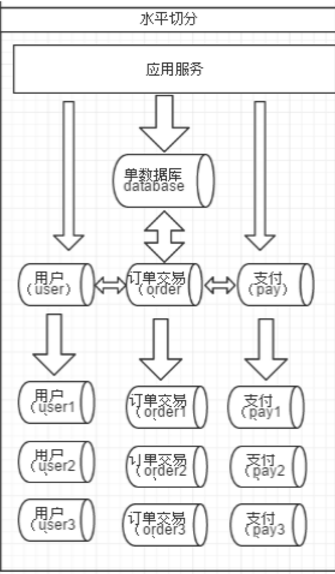 水平切分
应用服务
单数据库
database
用户
（user）
订单交易
（order
支付
（pay）
用户
（user1
订单交易
（order1
支付
（pay1
用户
（user2
订单交易
（order2
支付
（pay2
用户
（user3
订单交易
（order3
支付
（pay3